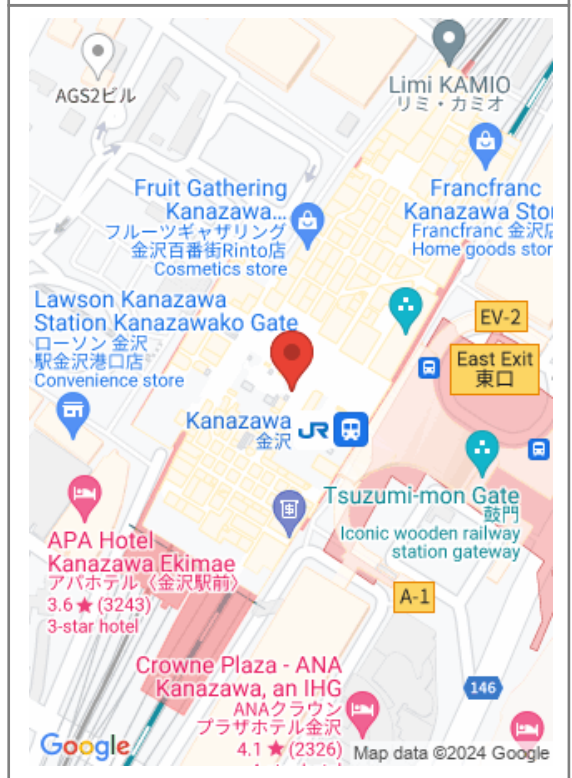 Limi KAMIO
リミ・カミオ
AGS2ビル
Fruit Gathering
Kanazawa...
フルーツギャザリング
金沢百番街Rinto店
Cosmetics store
Francfranc
Kanazawa Sto
Francfranc 金沢店
Home goods stor
Lawson Kanazawa
Station Kanazawako Gate
ローソン 金沢
駅金沢港口店
Convenience store
EV-2
East Exit
東口
Kanazawa
金沢
JR
Tsuzumi-mon Gate
鼓門
Iconic wooden railway
station gateway
APA Hotel
Kanazawa Ekimae
アパホテル〈金沢駅前〉
3.6★(3243)
3-star hotel
A-1
Crowne Plaza - ANA
Kanazawa, an IHG
ANAクラウン
プラザホテル金沢
4.1★(2326)
146
Google
Map data ©2024 Google